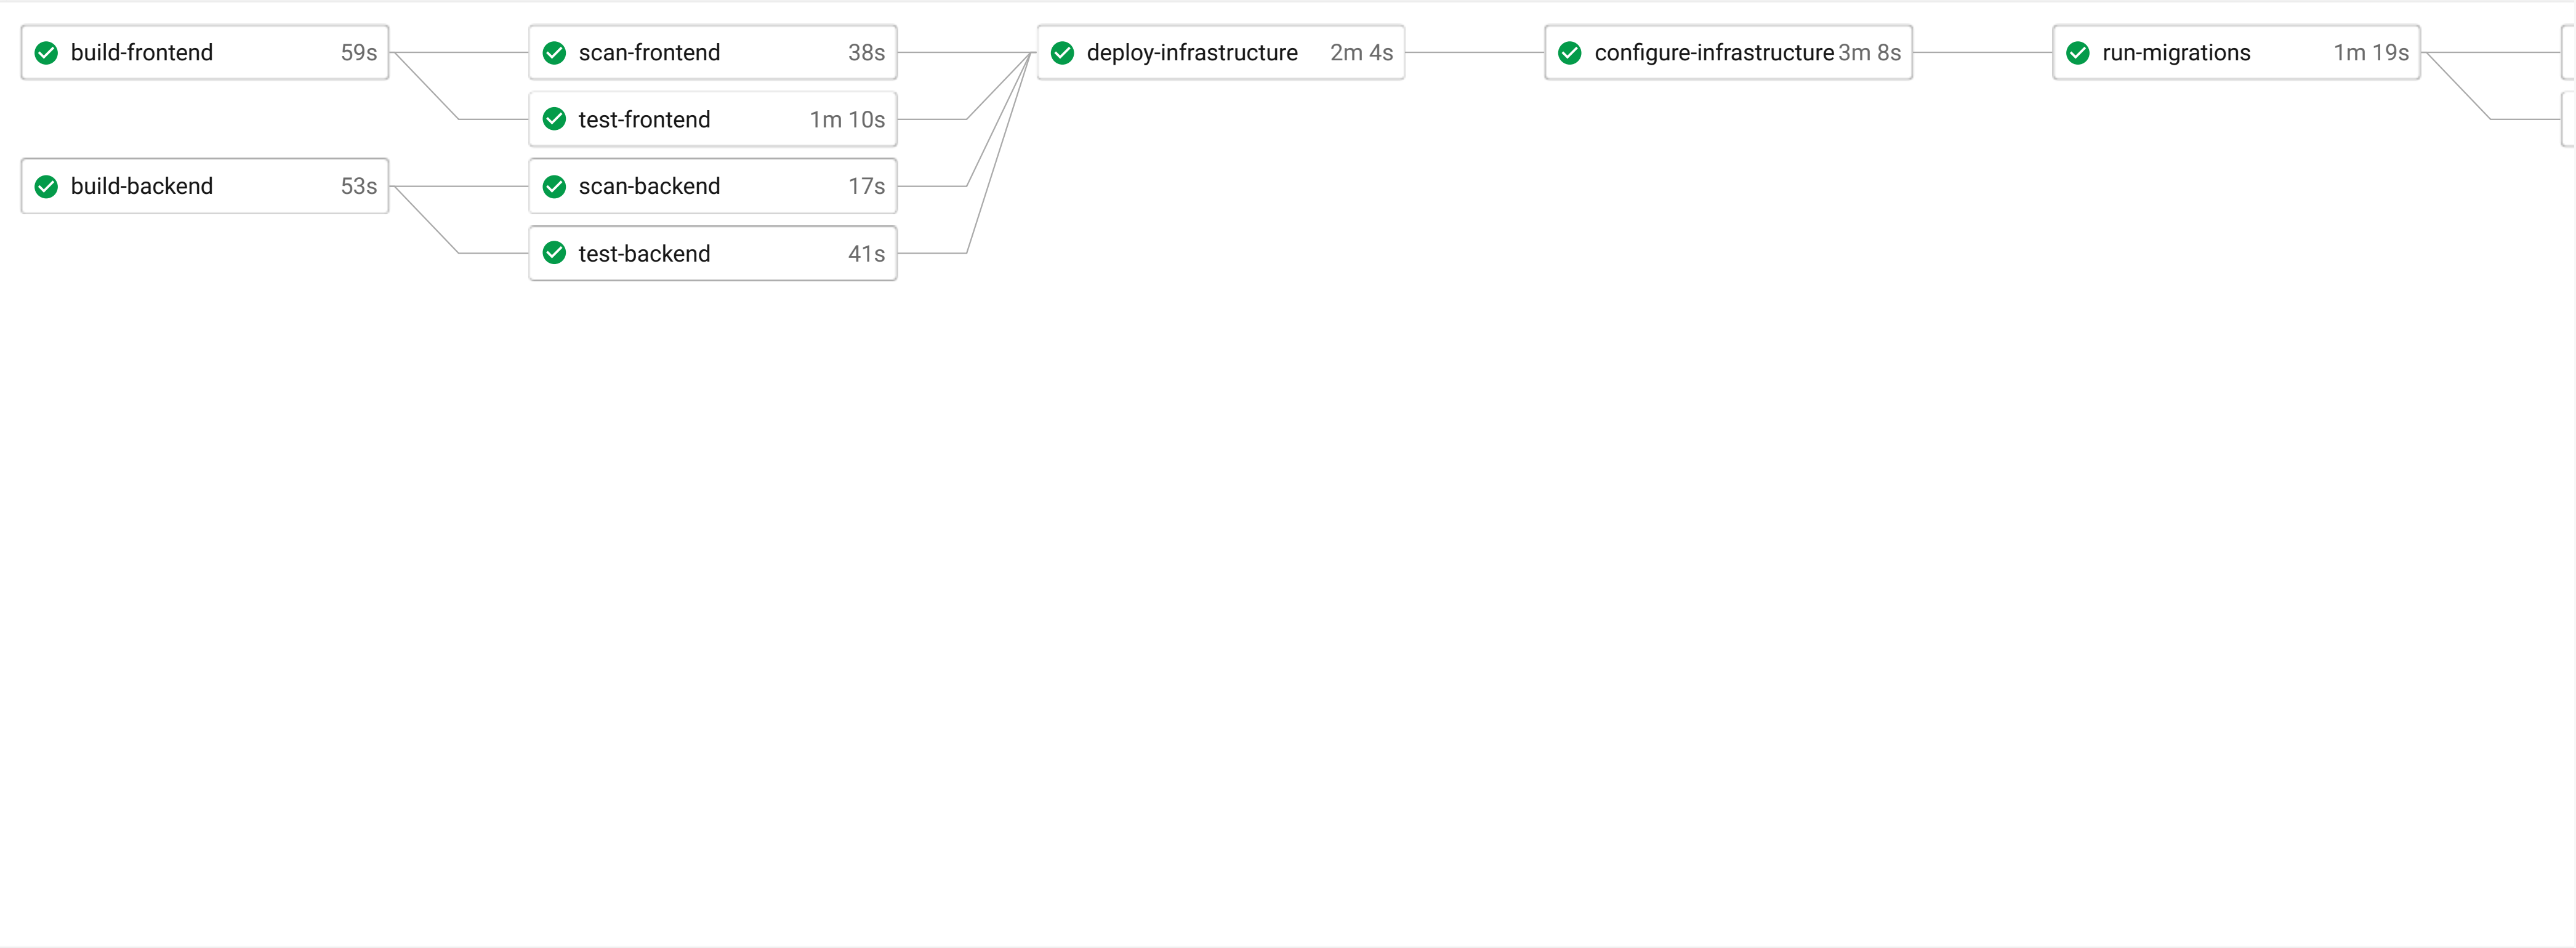 build-frontend 59s
scan-frontend 38s
deploy-infrastructure 2m 4s
configure-infrastructure 3m 8s
run-migrations 1m 19s
test-frontend 1m 10s
build-backend 53s
scan-backend 17s
test-backend 41s